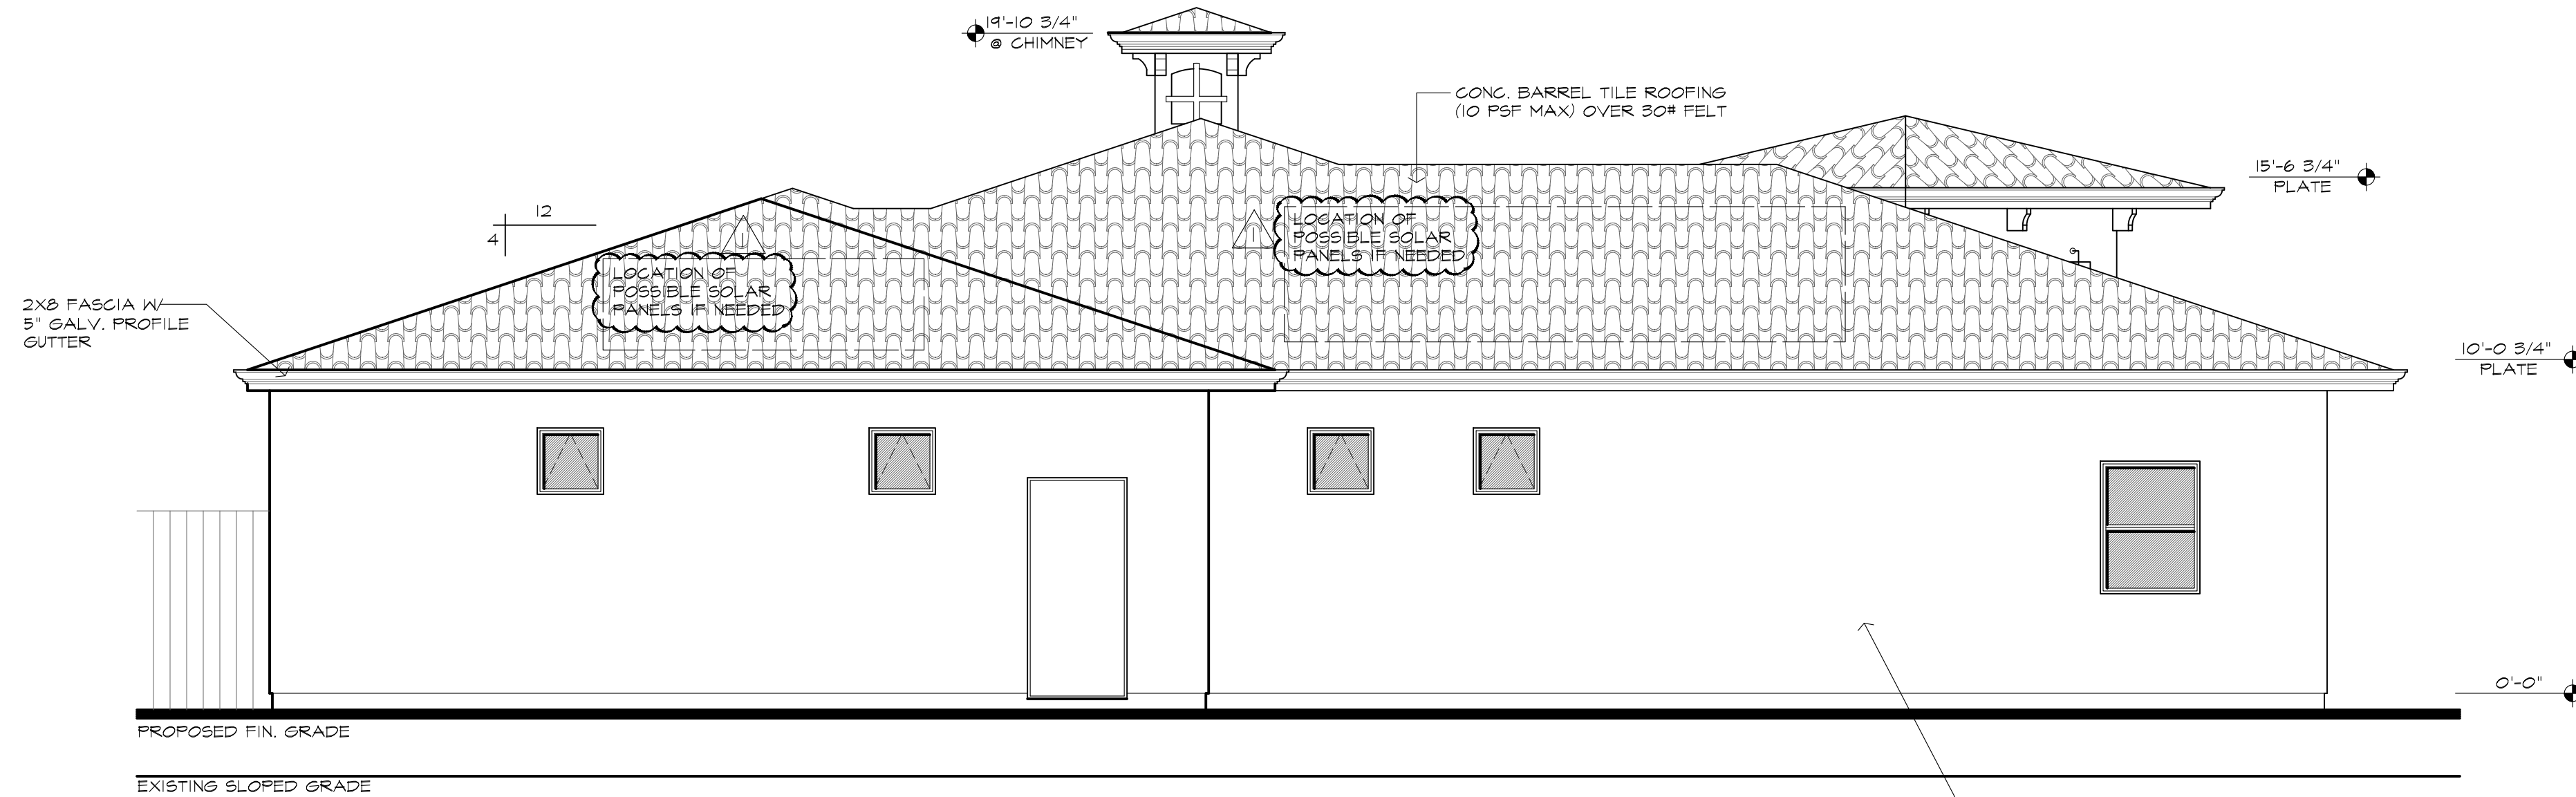 19'-10 3/4"
@ CHIMNEY
CONC. BARREL TILE ROOFING
(10 PSF MAX) OVER 30# FELT
15'-6 3/4"
PLATE
12
4
1
LOCATION OF
POSSIBLE SOLAR
PANELS IF NEEDED
1
LOCATION OF
POSSIBLE SOLAR
PANELS IF NEEDED
2X8 FASCIA W/
5" GALV. PROFILE
GUTTER
10'-0 3/4"
PLATE
0'-0"
PROPOSED FIN. GRADE
EXISTING SLOPED GRADE